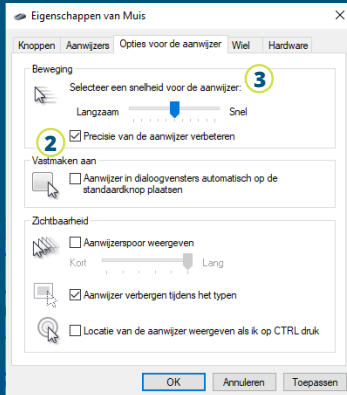 Eigenschappen van Muis
Knoppen Aanwijzers Opties voor de aanwijzer Wiel Hardware
Beweging
Selecteer een snelheid voor de aanwijzer: 3
Langzaam Snel
2 Precisie van de aanwijzer verbeteren
Vastmaken aan
Aanwijzer in dialoogvensters automatisch op de
standaardknop plaatsen
Zichtbaarheid
Aanwijzerspoor weergeven
Kort Lang
Aanwijzer verbergen tijdens het typen
Locatie van de aanwijzer weergeven als ik op CTRL druk
OK Annuleren Toepassen